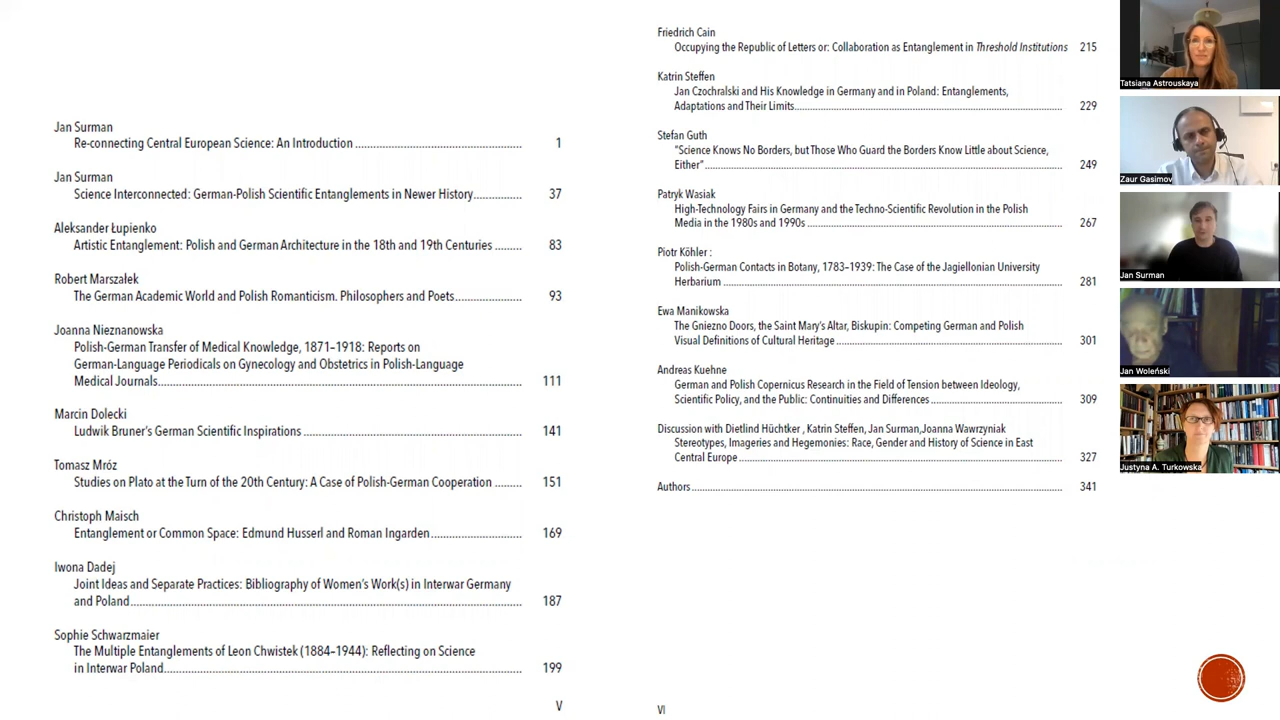 Jan Surman
Re-connecting Central European Science: An Introduction ........ 1
Jan Surman
Science Interconnected: German-Polish Scientific Entanglements in Newer History ........ 37
Aleksander Łupienko
Artistic Entanglement: Polish and German Architecture in the 18th and 19th Centuries ........ 83
Robert Marszałek
The German Academic World and Polish Romanticism. Philosophers and Poets ........ 93
Joanna Nieznanowska
Polish-German Transfer of Medical Knowledge, 1871–1918: Reports on
German-Language Periodicals on Gynecology and Obstetrics in Polish-Language
Medical Journals ........ 111
Marcin Dolecki
Ludwik Bruner's German Scientific Inspirations ........ 141
Tomasz Mróz
Studies on Plato at the Turn of the 20th Century: A Case of Polish-German Cooperation ........ 151
Christoph Maisch
Entanglement or Common Space: Edmund Husserl and Roman Ingarden ........ 169
Iwona Dadej
Joint Ideas and Separate Practices: Bibliography of Women's Work(s) in Interwar Germany
and Poland ........ 187
Sophie Schwarzmaier
The Multiple Entanglements of Leon Chwistek (1884–1944): Reflecting on Science
in Interwar Poland ........ 199
V
Friedrich Cain
Occupying the Republic of Letters or: Collaboration as Entanglement in Threshold Institutions 215
Katrin Steffen
Jan Czochralski and His Knowledge in Germany and in Poland: Entanglements,
Adaptations and Their Limits ........ 229
Stefan Guth
"Science Knows No Borders, but Those Who Guard the Borders Know Little about Science,
Either" ........ 249
Patryk Wasiak
High-Technology Fairs in Germany and the Techno-Scientific Revolution in the Polish
Media in the 1980s and 1990s ........ 267
Piotr Köhler :
Polish-German Contacts in Botany, 1783–1939: The Case of the Jagiellonian University
Herbarium ........ 281
Ewa Manikowska
The Gniezno Doors, the Saint Mary's Altar, Biskupin: Competing German and Polish
Visual Definitions of Cultural Heritage ........ 301
Andreas Kuehne
German and Polish Copernicus Research in the Field of Tension between Ideology,
Scientific Policy, and the Public: Continuities and Differences ........ 309
Discussion with Dietlind Hüchtker , Katrin Steffen, Jan Surman,Joanna Wawrzyniak
Stereotypes, Imageries and Hegemonies: Race, Gender and History of Science in East
Central Europe ........ 327
Authors ........ 341
VI
Tatsiana Astrouskaya
Zaur Gasimov
Jan Surman
Jan Woleński
Justyna A. Turkowska